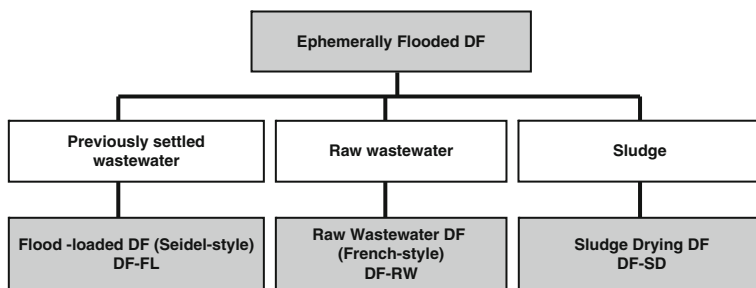 Ephemerally Flooded DF
Previously settled
wastewater
Raw wastewater
Sludge
Flood -loaded DF (Seidel-style)
DF-FL
Raw Wastewater DF
(French-style)
DF-RW
Sludge Drying DF
DF-SD